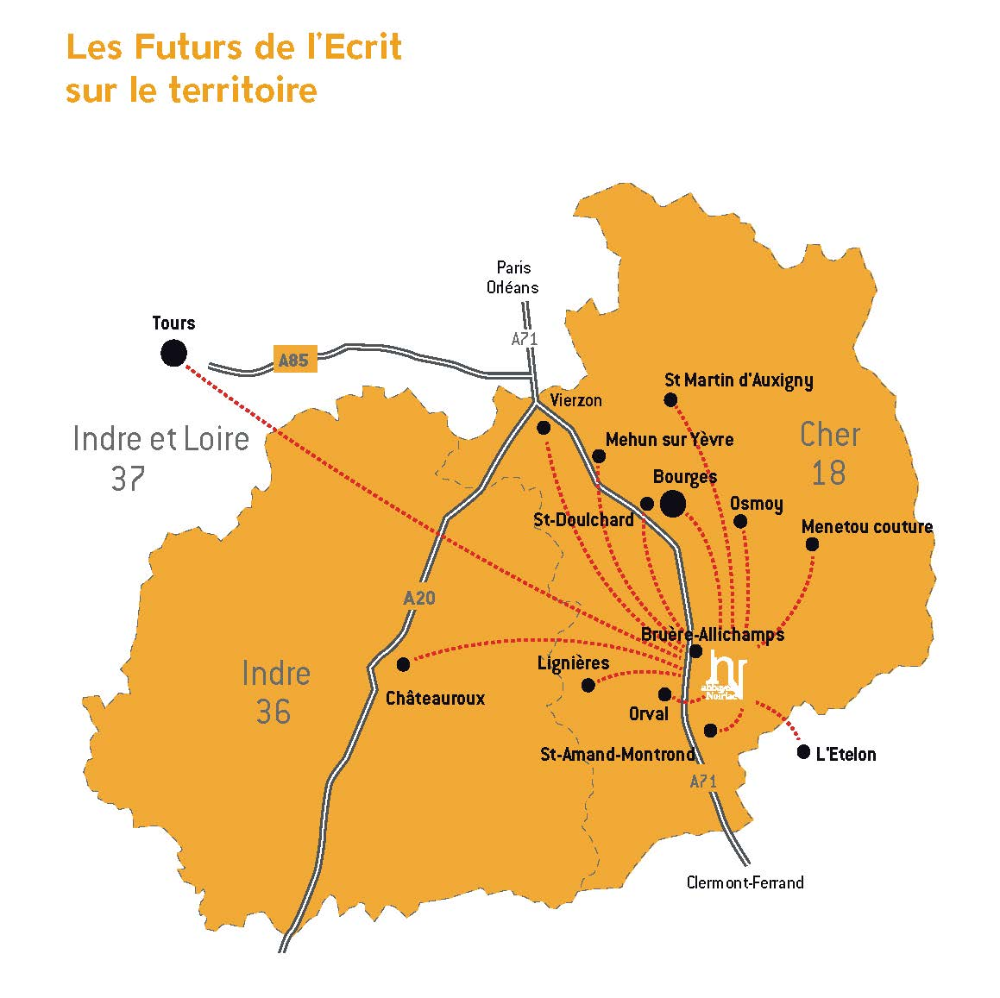 Les Futurs de l'Ecrit
sur le territoire
Paris
Orléans
A71
Tours
A85
Vierzon
St Martin d'Auxigny
Indre et Loire
37
Mehun sur Yèvre
Cher
18
Bourges
Osmoy
St-Doulchard
Menetou couture
A20
Bruère-Allichamps
Lignières
Indre
36
Châteauroux
abbaye
Noirlac
Orval
St-Amand-Montrond
L'Etelon
A71
Clermont-Ferrand